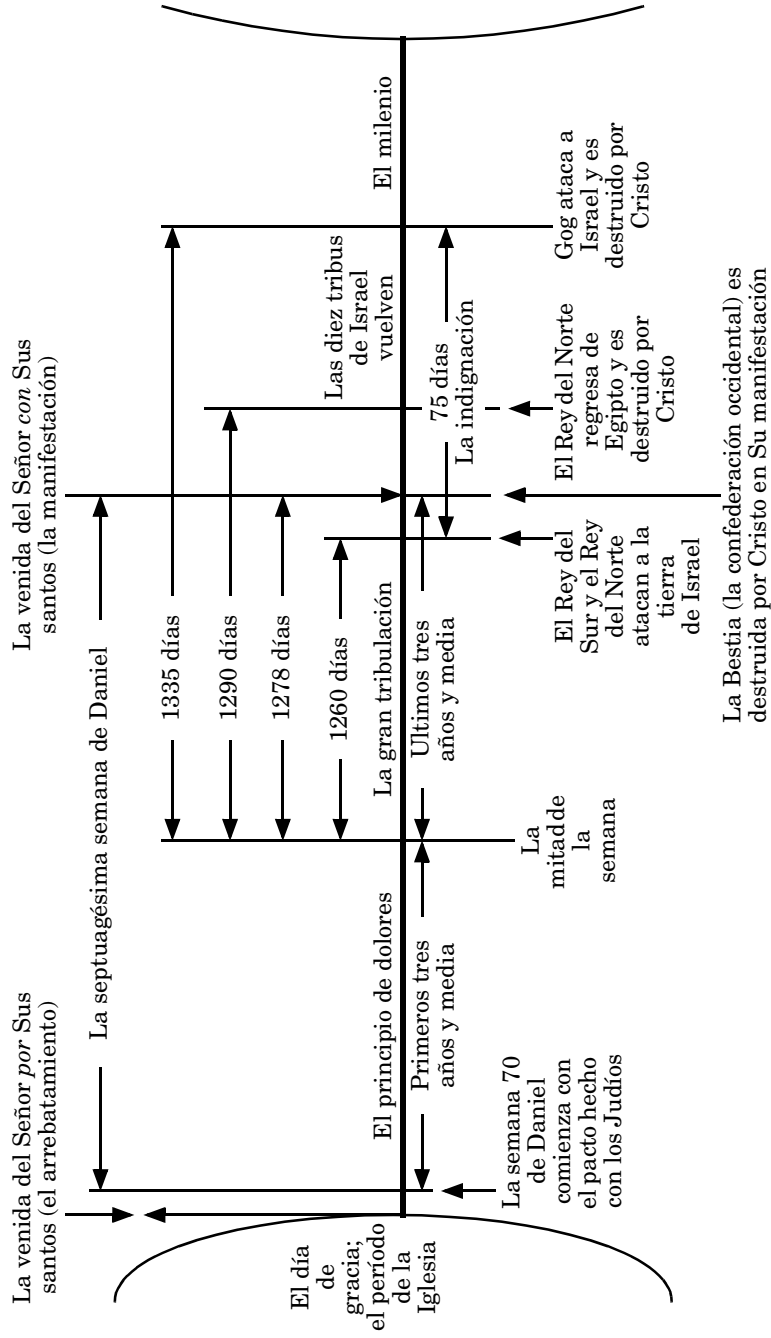 La venida del Señor por Sus
santos (el arrebatamiento)
La venida del Señor con Sus
santos (la manifestación)
La septuagésima semana de Daniel
1335 días
1290 días
1278 días
1260 días
El día
de
gracia;
el período
de la
Iglesia
El principio de dolores
La gran tribulación
Las diez tribus
de Israel
vuelven
El milenio
Primeros tres
años y media
Ultimos tres
años y media
75 días
La indignación
La semana 70
de Daniel
comienza con
el pacto hecho
con los Judíos
La
mitad de
la
semana
El Rey del
Sur y el Rey
del Norte
atacan a la
tierra
de Israel
El Rey del Norte
regresa de
Egipto y es
destruido por
Cristo
Gog ataca a
Israel y es
destruido por
Cristo
La Bestia (la confederación occidental) es
destruida por Cristo en Su manifestación